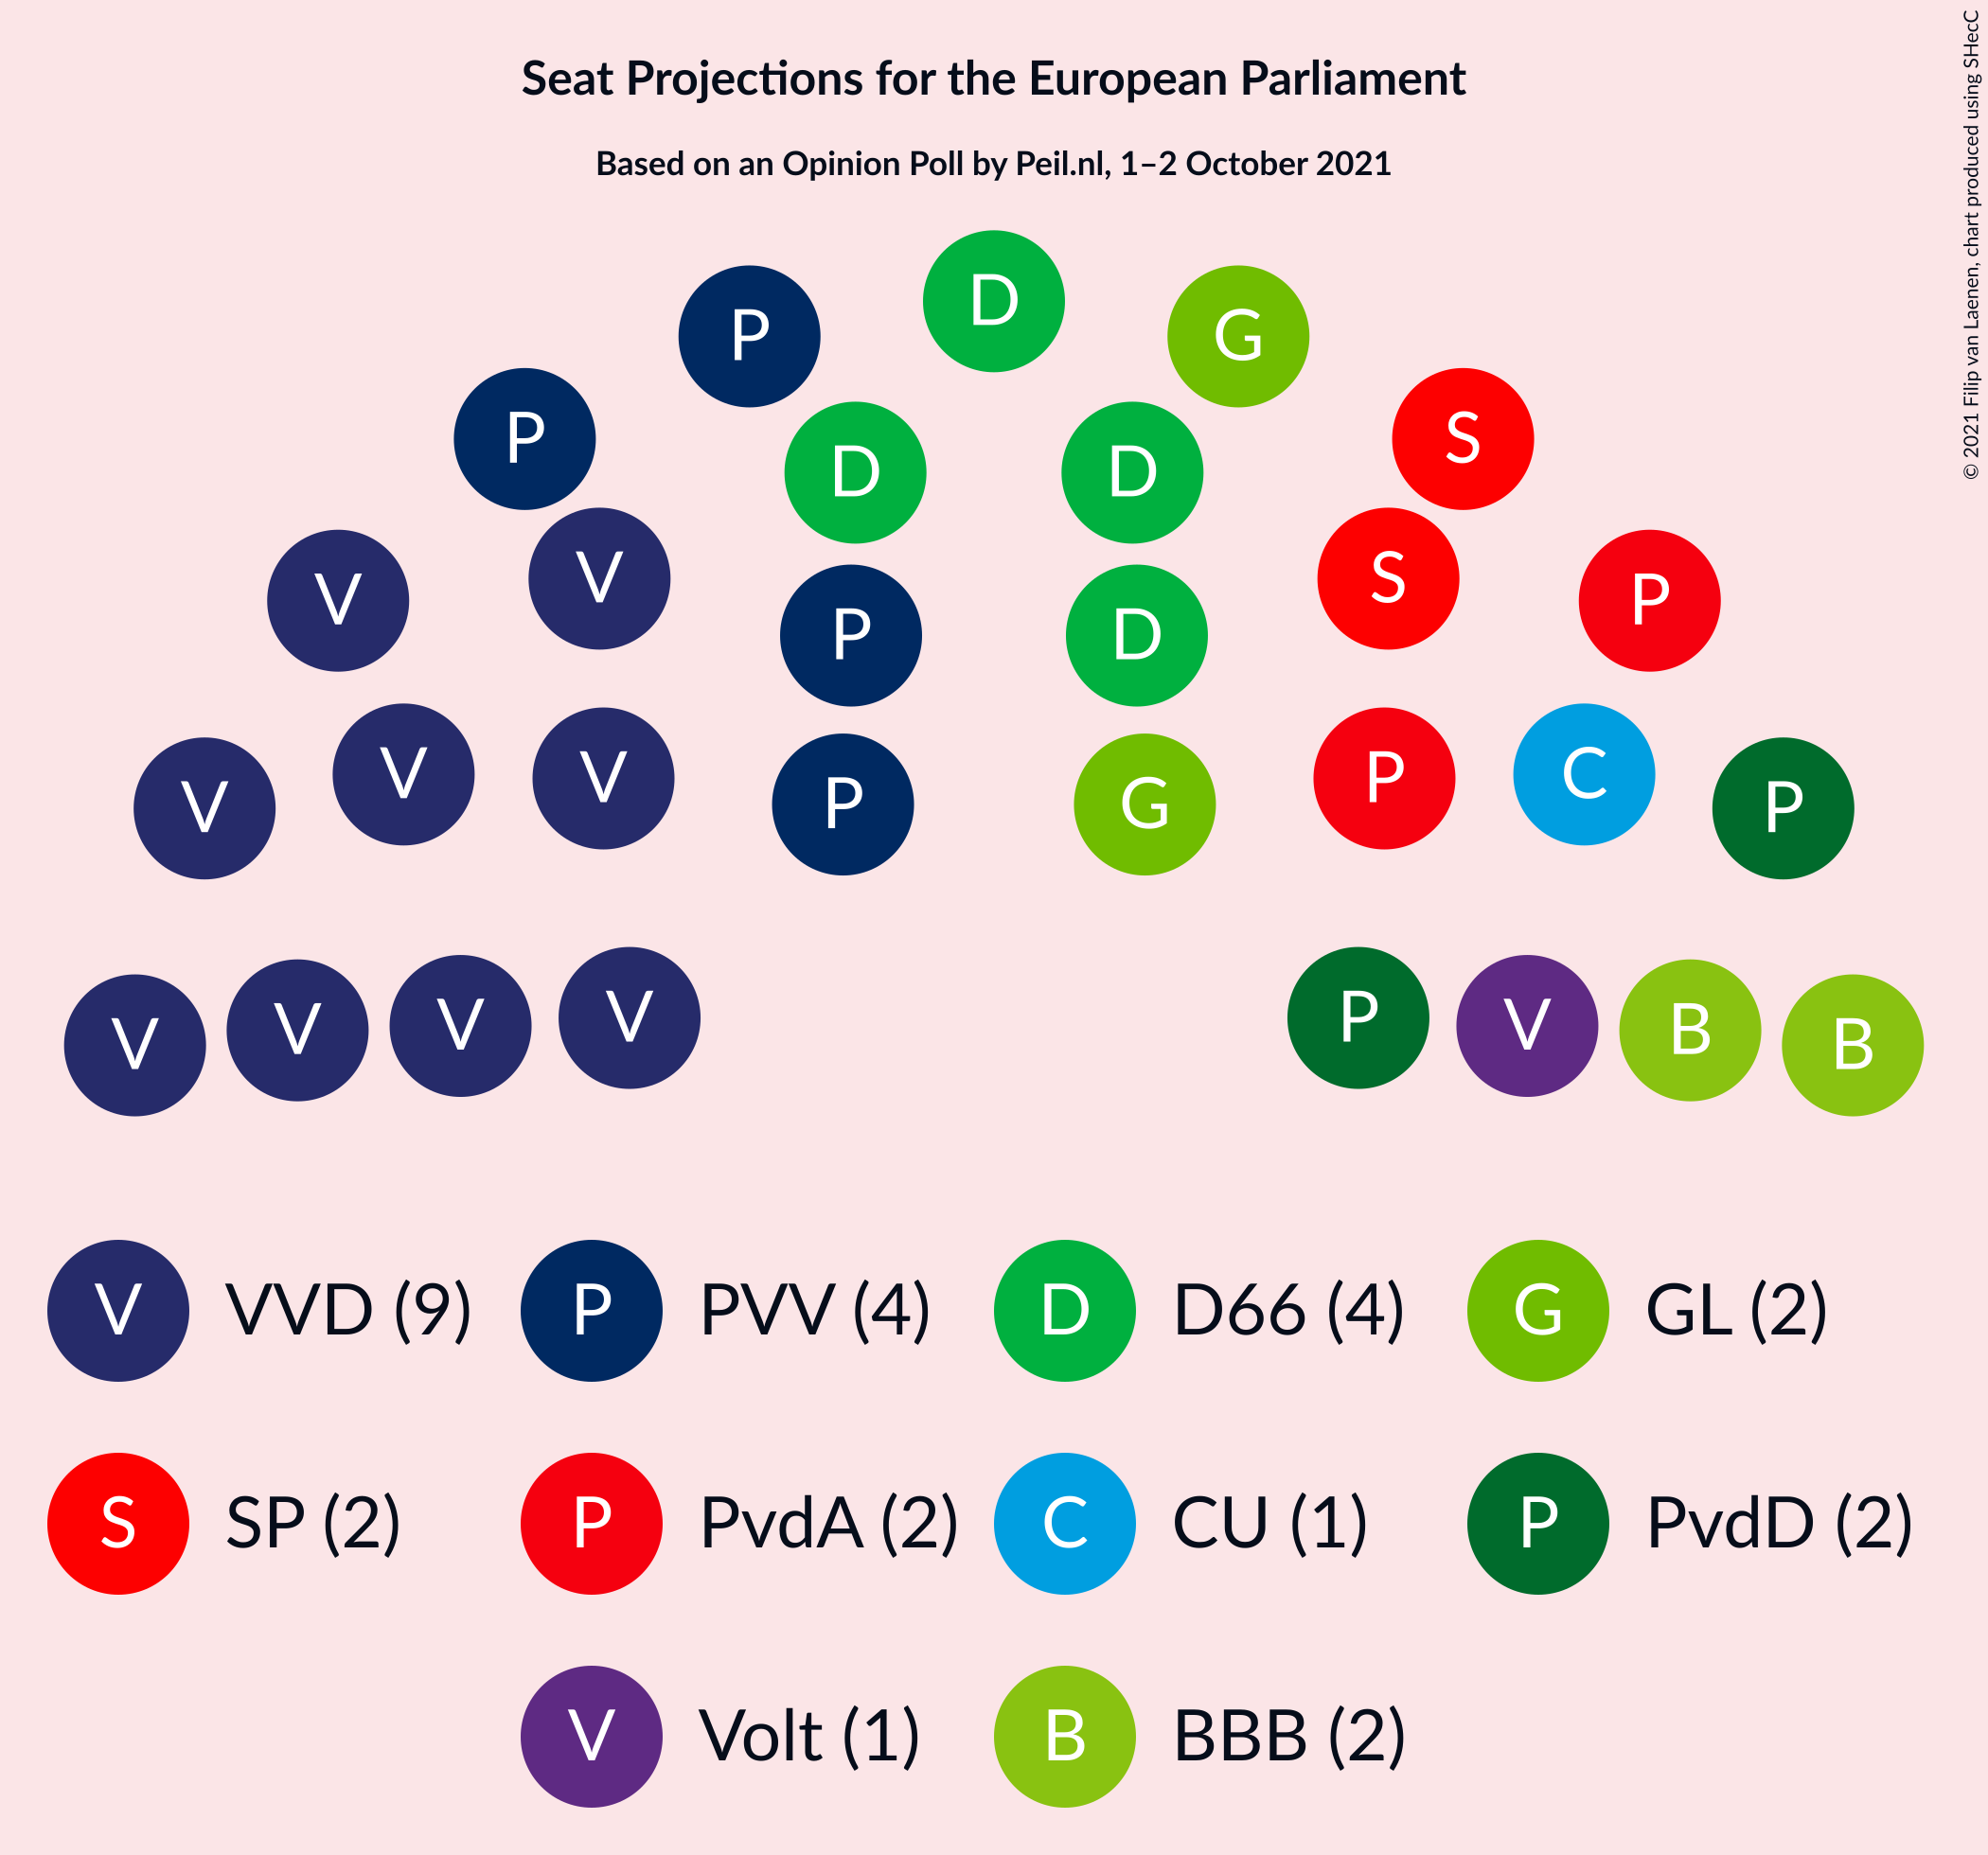 Seat Projections for the European Parliament
Based on an Opinion Poll by Peil.nl, 1–2 October 2021
© 2021 Filip van Laenen, chart produced using SHecC
D
P G
P S
D D
V V S P
P D
V V V P G P C P
V V V V P V B B
V VVD (9) P PVV (4) D D66 (4) G GL (2)
S SP (2) P PvdA (2) C CU (1) P PvdD (2)
V Volt (1) B BBB (2)